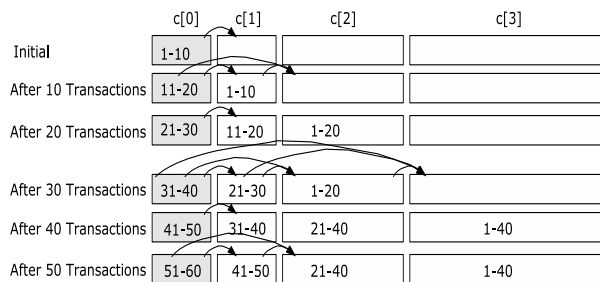 c[0] c[1] c[2] c[3]
Initial 1-10
After 10 Transactions 11-20 1-10
After 20 Transactions 21-30 11-20 1-20
After 30 Transactions 31-40 21-30 1-20
After 40 Transactions 41-50 31-40 21-40 1-40
After 50 Transactions 51-60 41-50 21-40 1-40